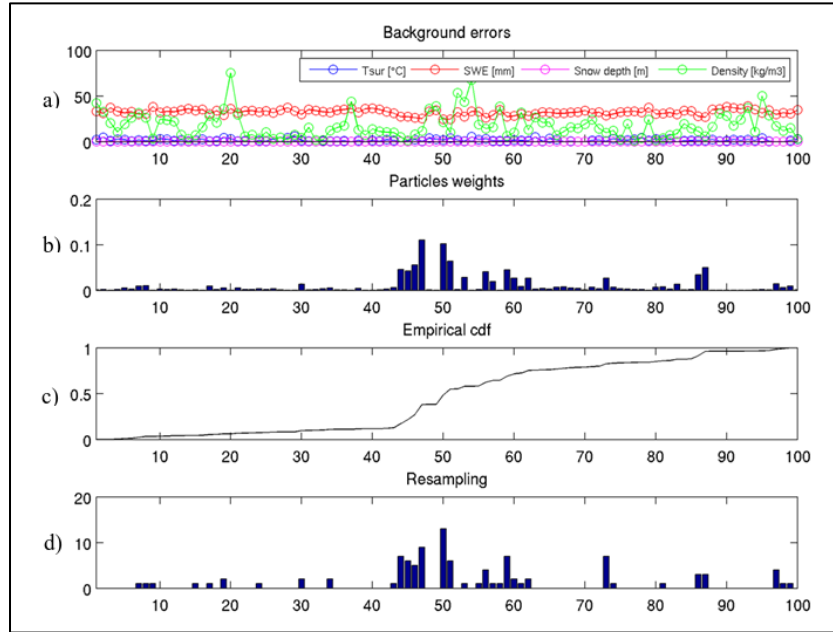 Background errors
Tsur [°C] SWE [mm] Snow depth [m] Density [kg/m3]
100
a) 50
0
10 20 30 40 50 60 70 80 90 100
Particles weights
0.2
b) 0.1
0
10 20 30 40 50 60 70 80 90 100
Empirical cdf
1
c) 0.5
0
10 20 30 40 50 60 70 80 90 100
Resampling
20
d) 10
0
10 20 30 40 50 60 70 80 90 100